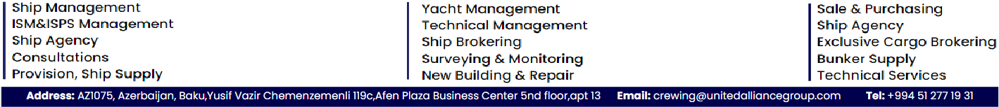 Ship Management
ISM&ISPS Management
Ship Agency
Consultations
Provision, Ship Supply
Yacht Management
Technical Management
Ship Brokering
Surveying & Monitoring
New Building & Repair
Sale & Purchasing
Ship Agency
Exclusive Cargo Brokering
Bunker Supply
Technical Services
Address: AZ1075, Azerbaijan, Baku,Yusif Vazir Chemenzemenli 119c,Afen Plaza Business Center 5nd floor,apt 13 Email: crewing@unitedalliancegroup.com Tel: +994 51 277 19 31